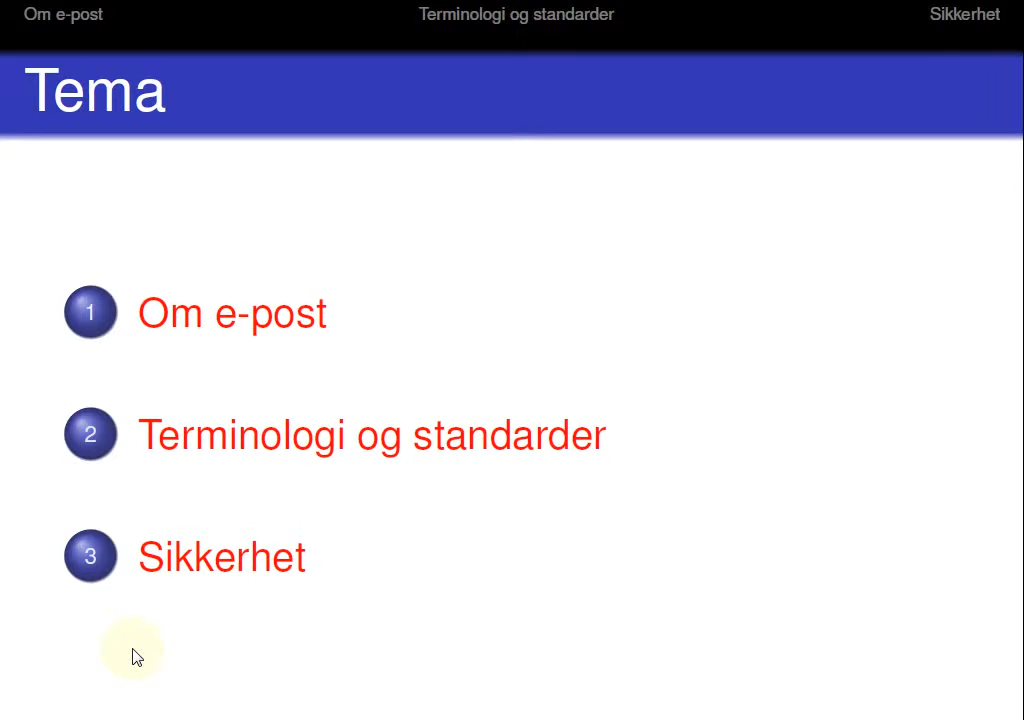 Om e-post Terminologi og standarder Sikkerhet
Tema
1 Om e-post
2 Terminologi og standarder
3 Sikkerhet